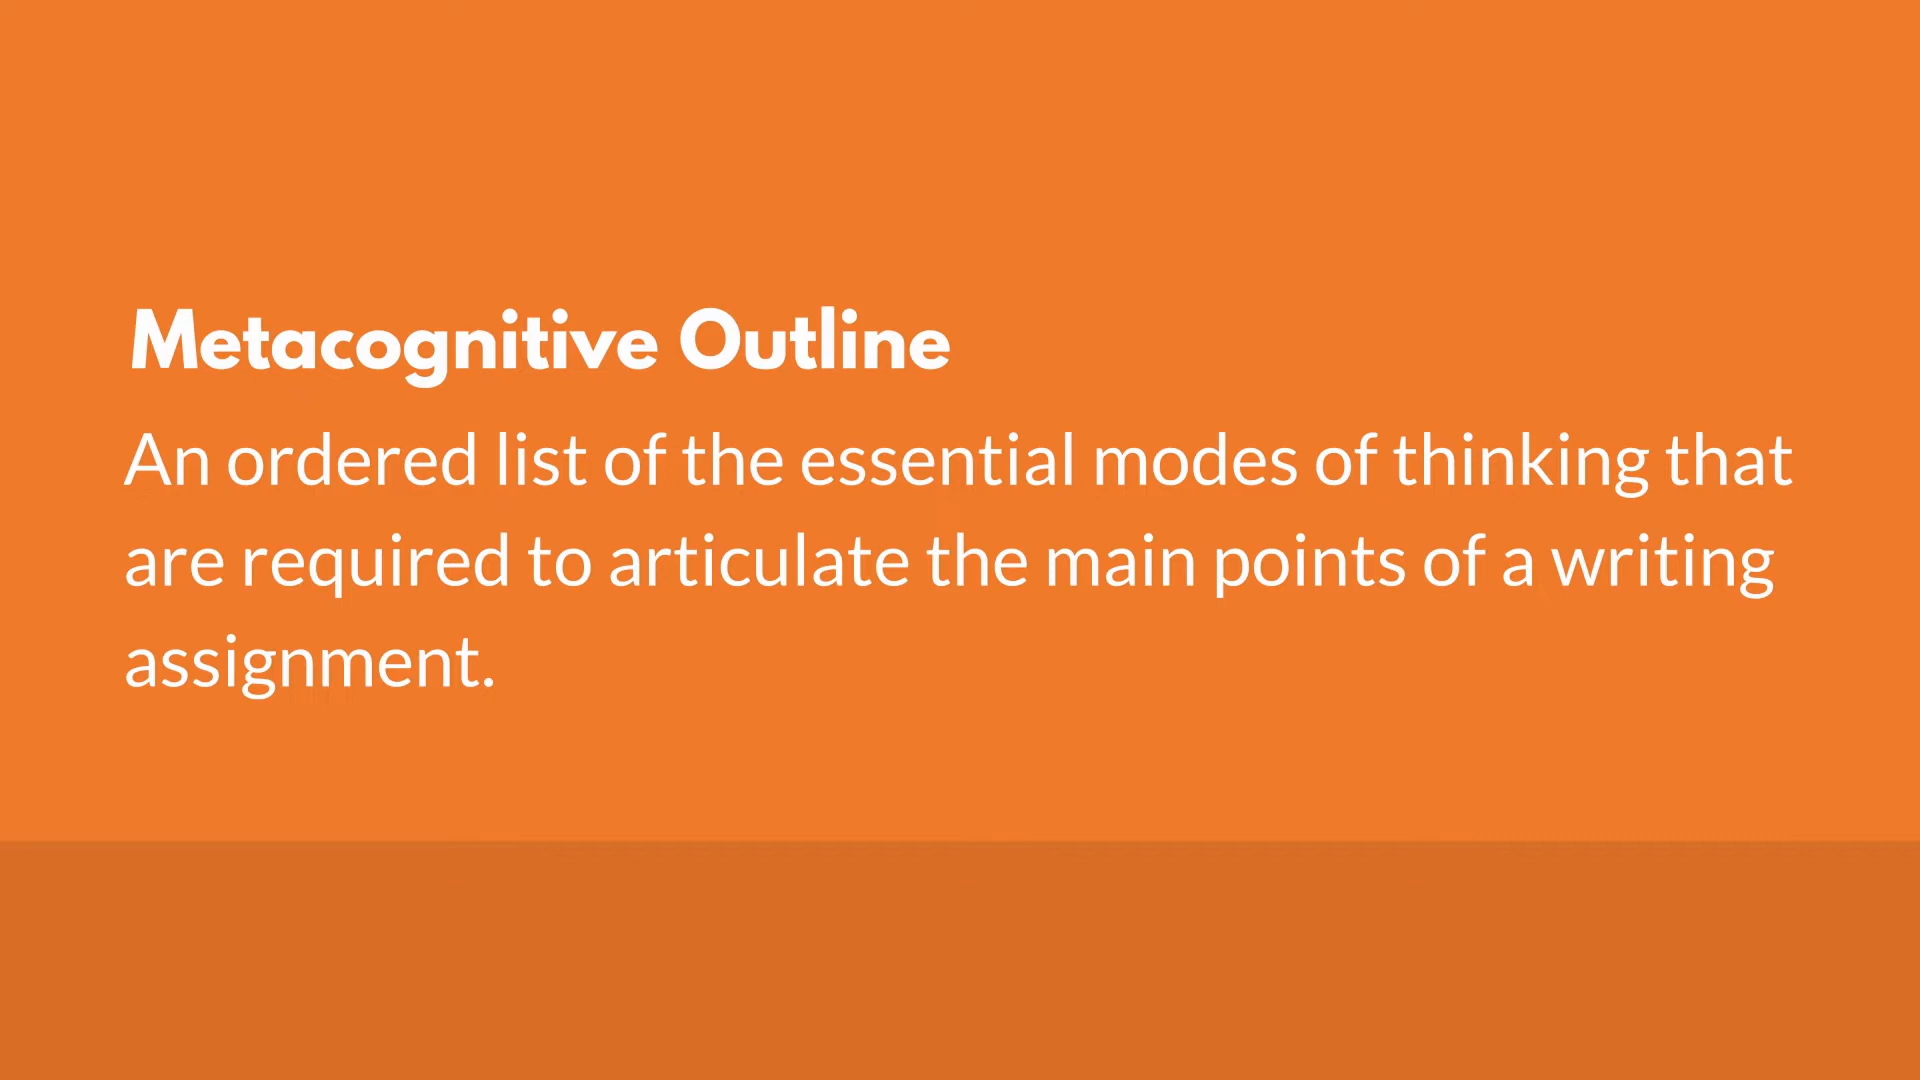 Metacognitive Outline
An ordered list of the essential modes of thinking that
are required to articulate the main points of a writing
assignment.